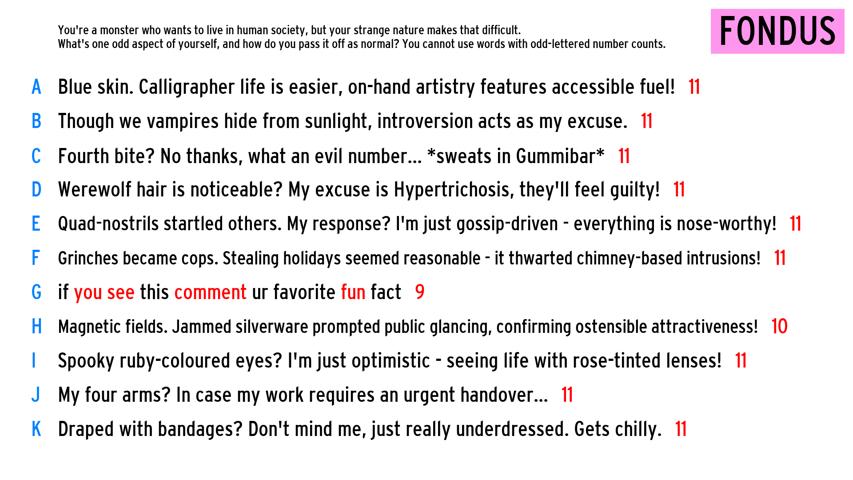 You're a monster who wants to live in human society, but your strange nature makes that difficult.
What's one odd aspect of yourself, and how do you pass it off as normal? You cannot use words with odd-lettered number counts.
FONDUS
A Blue skin. Calligrapher life is easier, on-hand artistry features accessible fuel! 11
B Though we vampires hide from sunlight, introversion acts as my excuse. 11
C Fourth bite? No thanks, what an evil number... *sweats in Gummibar* 11
D Werewolf hair is noticeable? My excuse is Hypertrichosis, they'll feel guilty! 11
E Quad-nostrils startled others. My response? I'm just gossip-driven - everything is nose-worthy! 11
F Grinches became cops. Stealing holidays seemed reasonable - it thwarted chimney-based intrusions! 11
G if you see this comment ur favorite fun fact 9
H Magnetic fields. Jammed silverware prompted public glancing, confirming ostensible attractiveness! 10
I Spooky ruby-coloured eyes? I'm just optimistic - seeing life with rose-tinted lenses! 11
J My four arms? In case my work requires an urgent handover... 11
K Draped with bandages? Don't mind me, just really underdressed. Gets chilly. 11